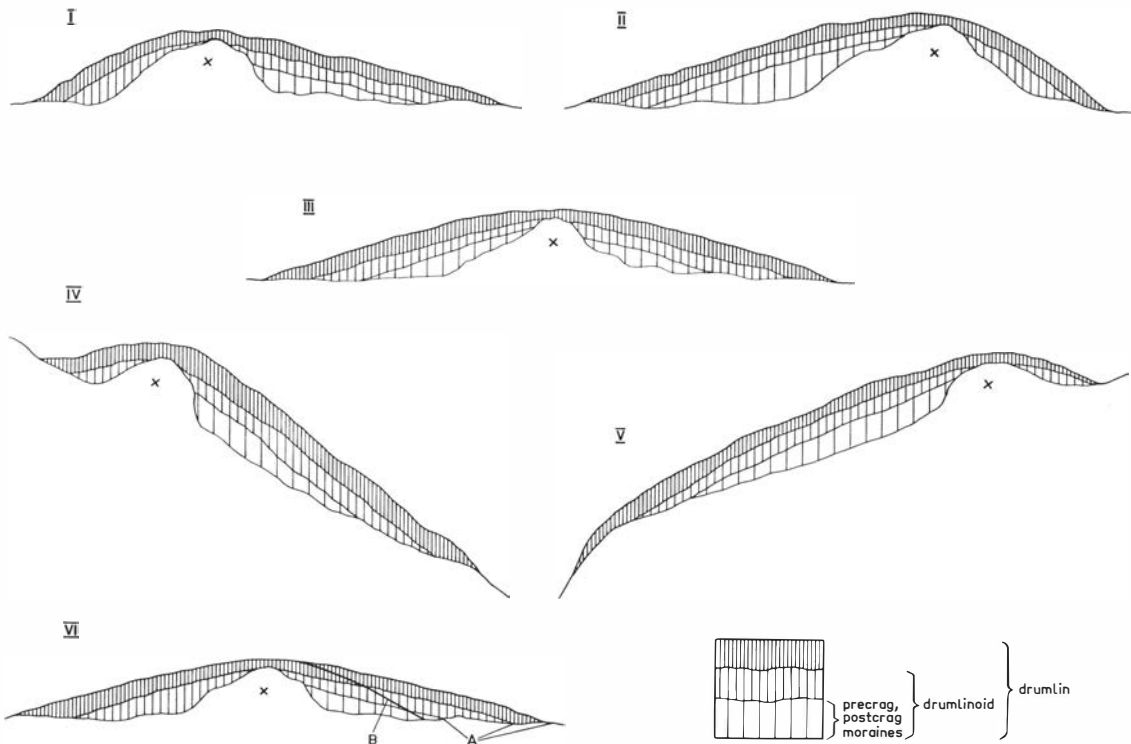 I
II
III
IV
V
VI
×
×
×
×
×
×
B
A
precrag,
postcrag
moraines
drumlinoid
drumlin